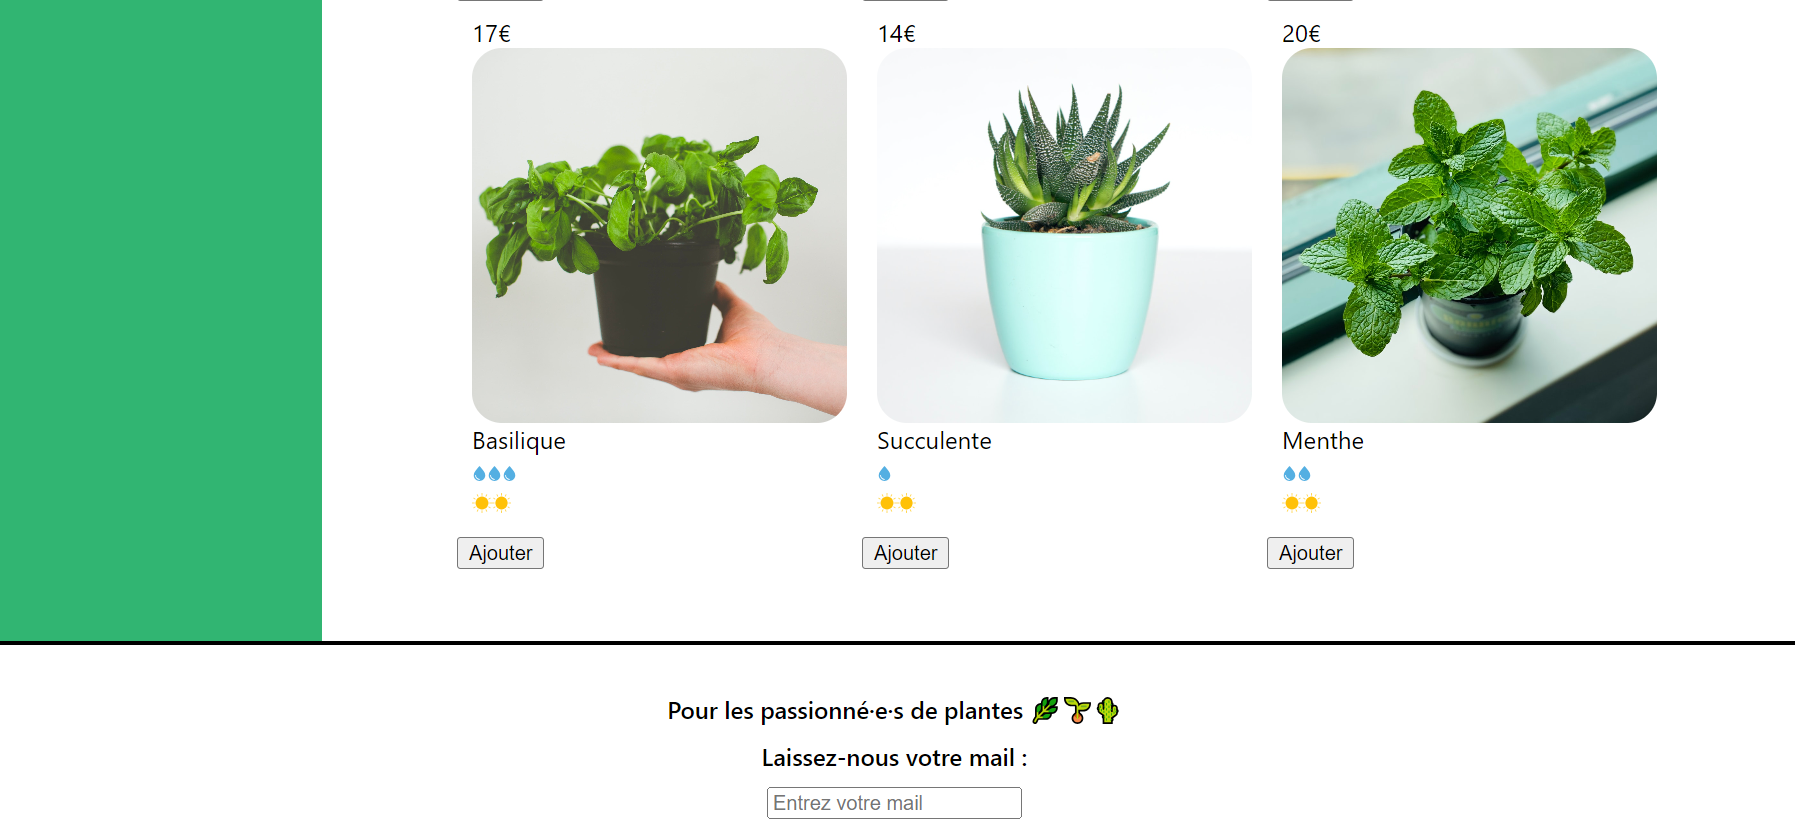 17€
14€
20€
Basilique
Succulente
Menthe
Ajouter
Ajouter
Ajouter
Pour les passionné·e·s de plantes
Laissez-nous votre mail :
Entrez votre mail